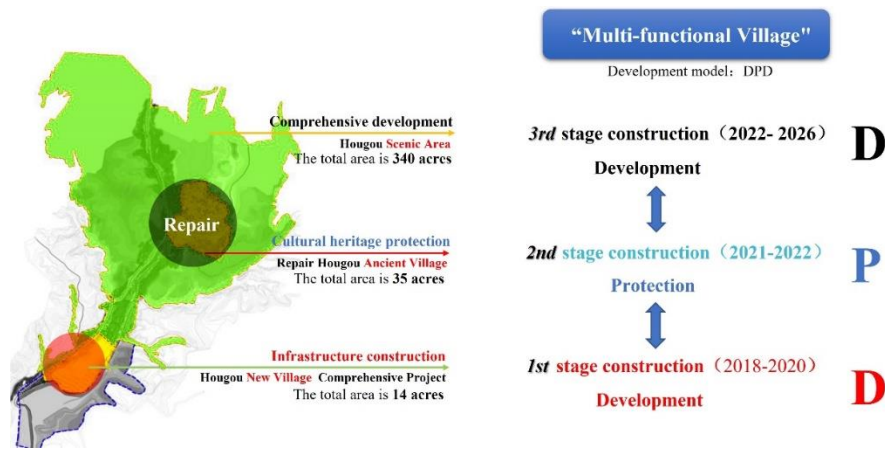 “Multi-functional Village"
Development model：DPD
Comprehensive development
Hougou Scenic Area
The total area is 340 acres
Repair
Cultural heritage protection
Repair Hougou Ancient Village
The total area is 35 acres
Infrastructure construction
Hougou New Village Comprehensive Project
The total area is 14 acres
3rd stage construction（2022- 2026）
Development
D
2nd stage construction（2021-2022）
Protection
P
1st stage construction（2018-2020）
Development
D